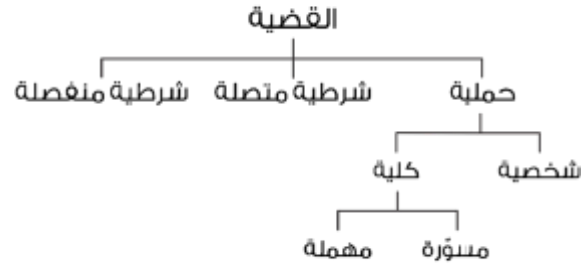 القضية
حملية شرطية متصلة شرطية منفصلة
شخصية كلية
مسوّرة مهملة